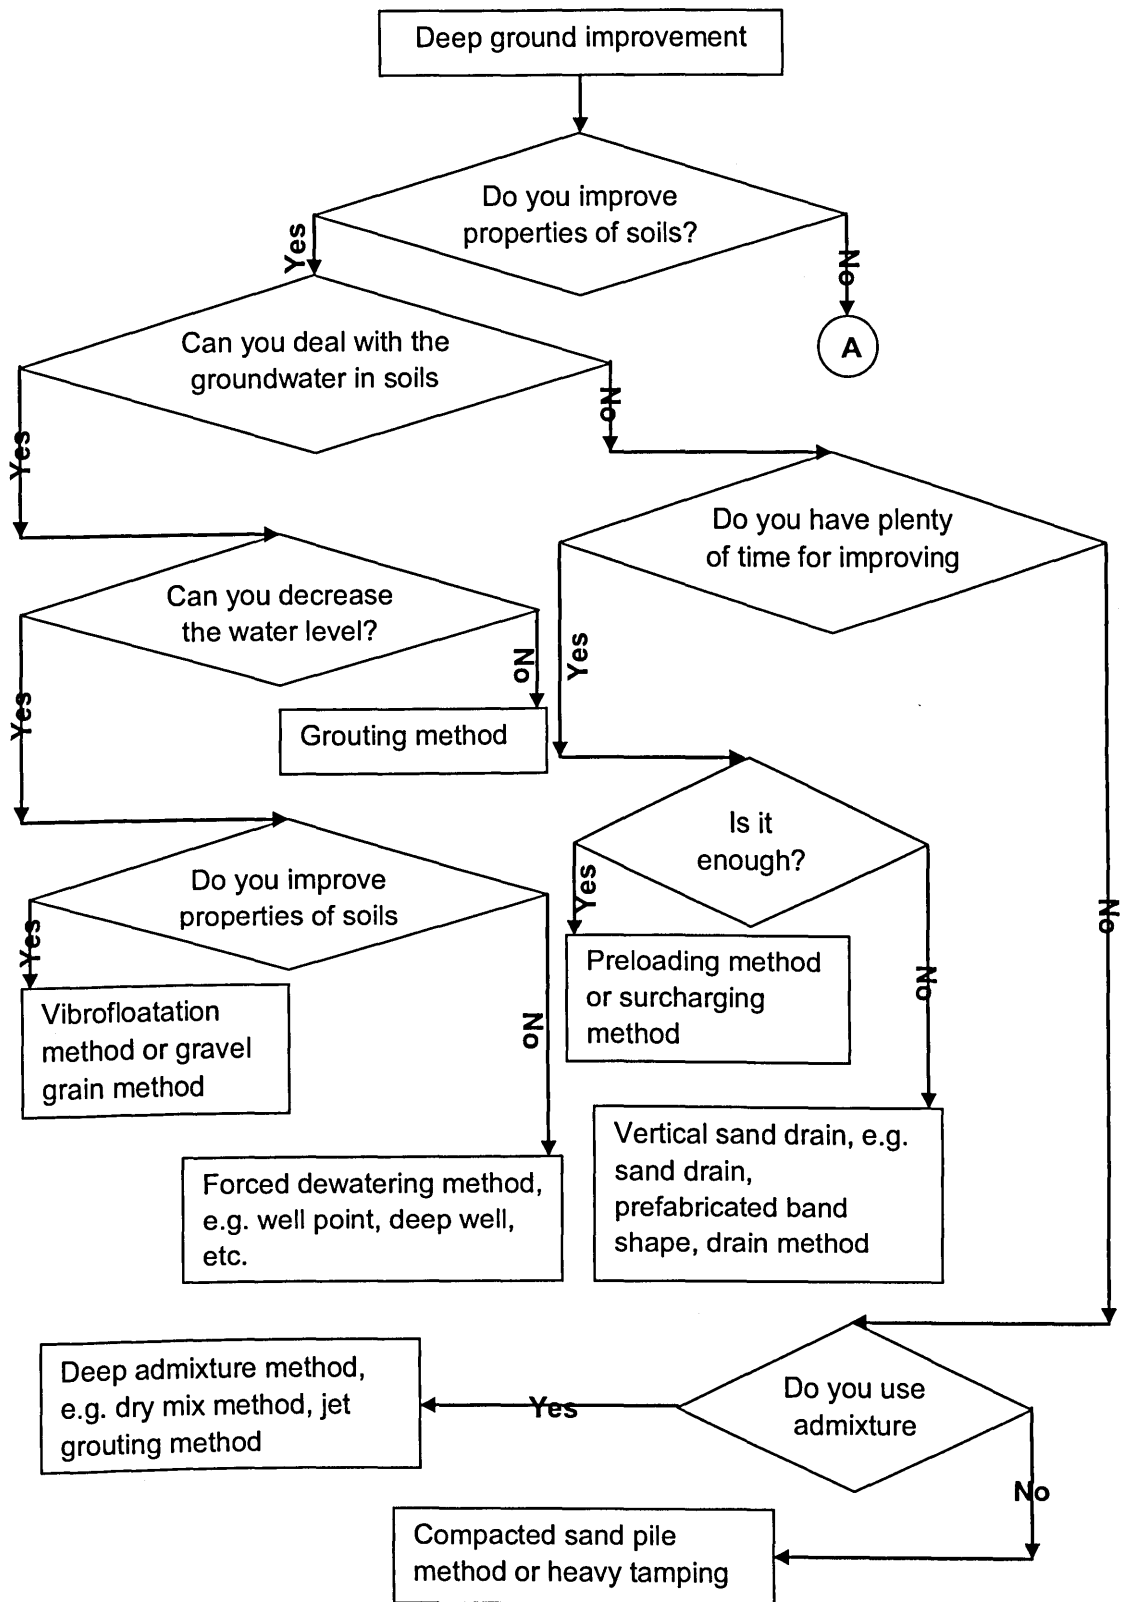 Deep ground improvement
Do you improve
properties of soils?
Yes
No
A
Can you deal with the
groundwater in soils
Yes
No
Do you have plenty
of time for improving
Yes
No
Can you decrease
the water level?
Yes
No
Grouting method
Is it
enough?
Yes
No
Do you improve
properties of soils
Yes
No
Preloading method
or surcharging
method
Vibrofloatation
method or gravel
grain method
Vertical sand drain, e.g.
sand drain,
prefabricated band
shape, drain method
Forced dewatering method,
e.g. well point, deep well,
etc.
Do you use
admixture
Yes
No
Deep admixture method,
e.g. dry mix method, jet
grouting method
Compacted sand pile
method or heavy tamping